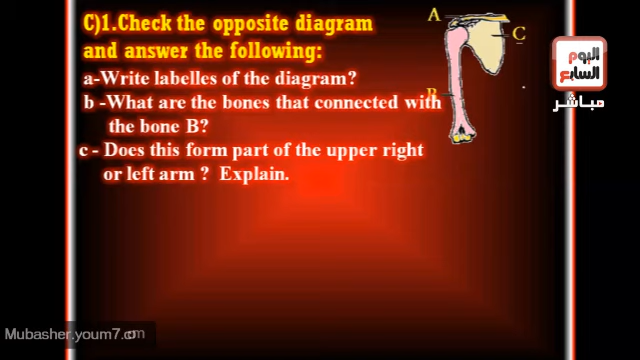 C)1.Check the opposite diagram
and answer the following:
a-Write labelles of the diagram?
b -What are the bones that connected with
the bone B?
c - Does this form part of the upper right
or left arm ? Explain.
A
C
B
اليوم
السابع
مباشر
Mubasher.youm7.com